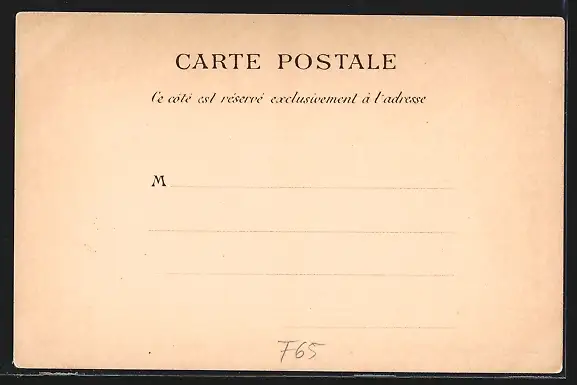 CARTE POSTALE
Ce côté est réservé exclusivement à l'adresse
M
F65